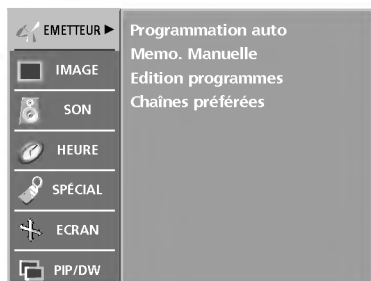 EMETTEUR ►
IMAGE
SON
HEURE
SPÉCIAL
ECRAN
PIP/DW
Programmation auto
Memo. Manuelle
Edition programmes
Chaînes préférées